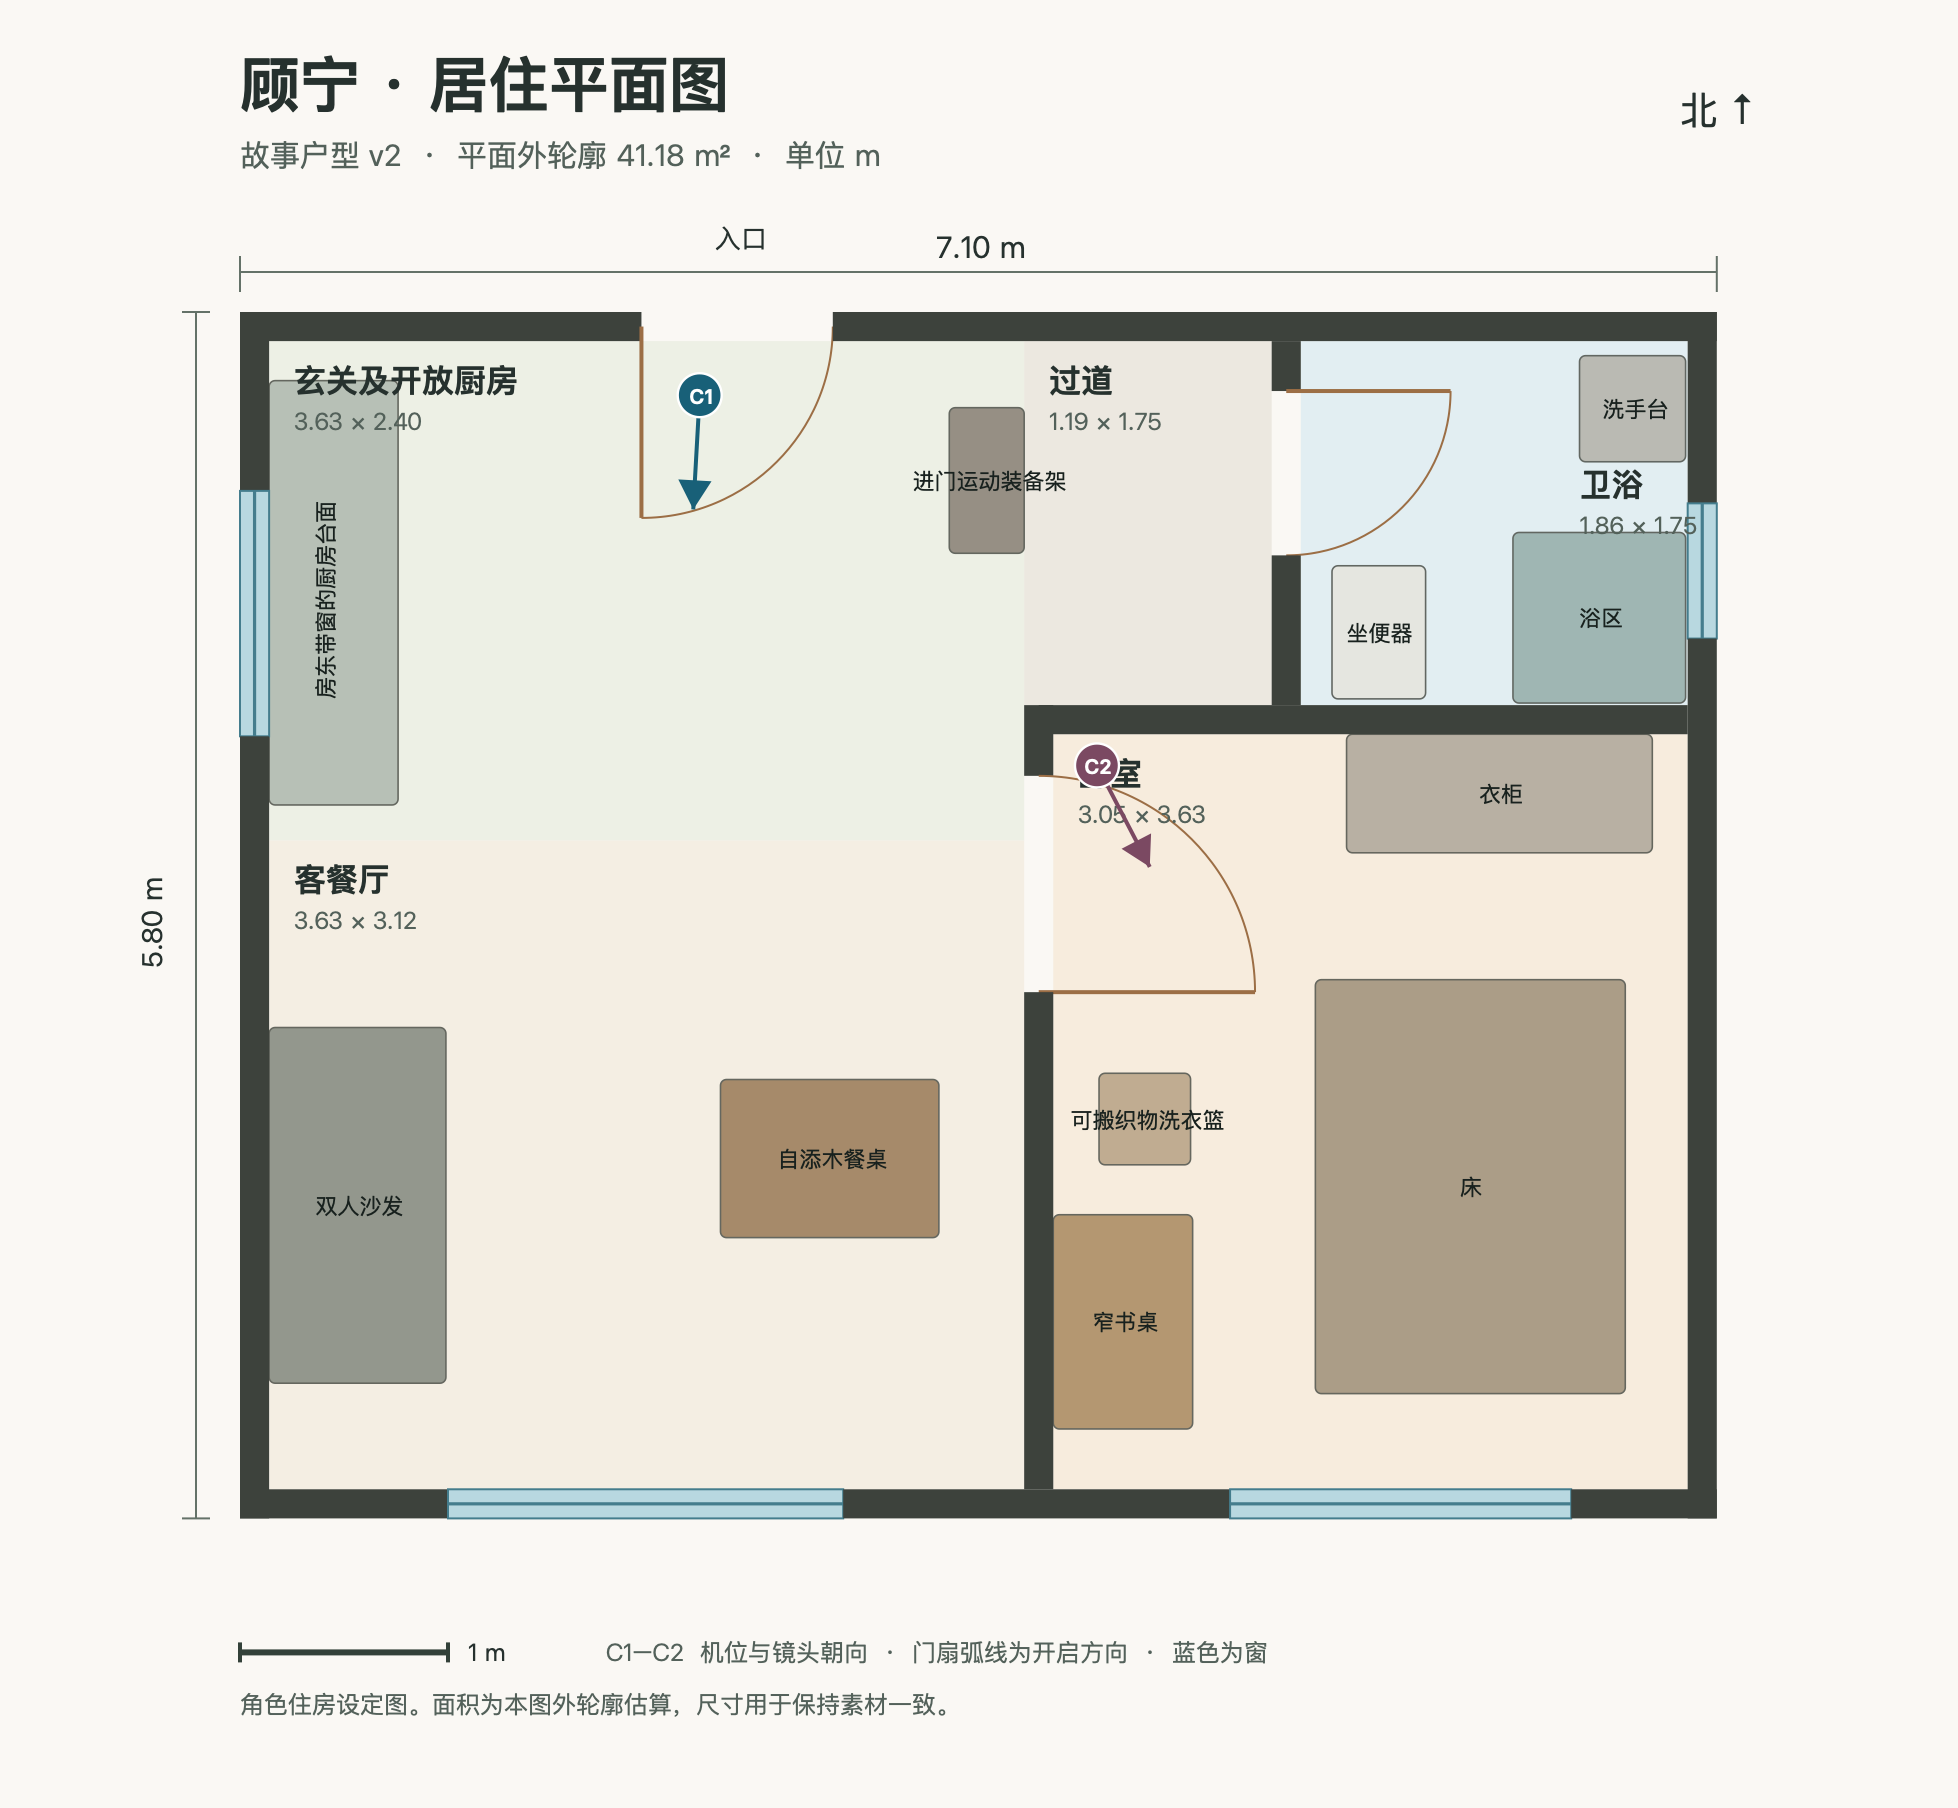 顾宁 · 居住平面图
北 ↑
故事户型 v2 · 平面外轮廓 41.18 m² · 单位 m
入口
7.10 m
5.80 m
玄关及开放厨房
3.63 × 2.40
C1
过道
1.19 × 1.75
洗手台
进门运动装备架
卫浴
1.86 × 1.75
房东带窗的厨房台面
浴区
坐便器
C2
室
3.05 × 3.63
衣柜
客餐厅
3.63 × 3.12
可搬织物洗衣篮
自添木餐桌
床
双人沙发
窄书桌
1 m
C1—C2 机位与镜头朝向 · 门扇弧线为开启方向 · 蓝色为窗
角色住房设定图。面积为本图外轮廓估算，尺寸用于保持素材一致。